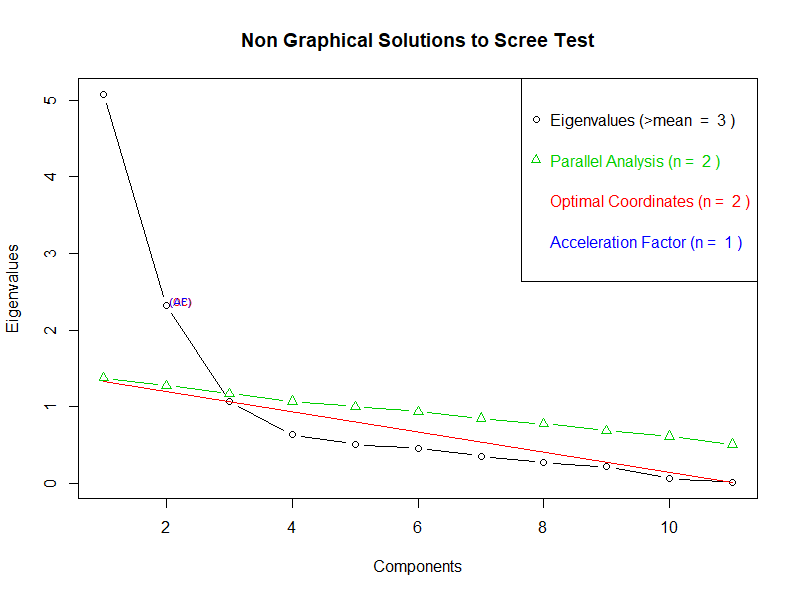 Non Graphical Solutions to Scree Test
Eigenvalues (>mean = 3 )
Parallel Analysis (n = 2 )
Optimal Coordinates (n = 2 )
Acceleration Factor (n = 1 )
Eigenvalues
5
4
3
2
1
0
2
4
6
8
10
Components